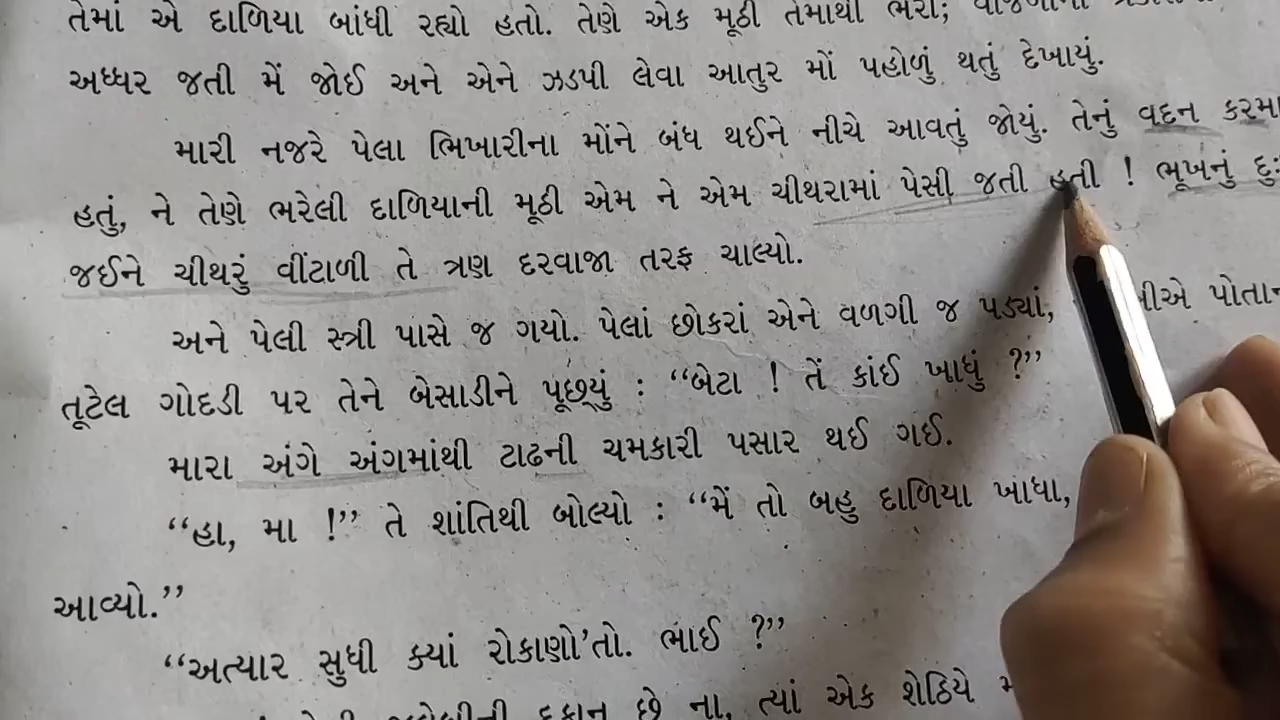 તેમાં એ દાળિયા બાંધી રહ્યો હતો. તેણે એક મૂઠી તેમાંથી ભરી;
અધ્ધર જતી મેં જોઈ અને એને ઝડપી લેવા આતુર મોં પહોળું થતું દેખાયું.
મારી નજરે પેલા ભિખારીના મોંને બંધ થઈને નીચે આવતું જોયું. તેનું વદન
હતું, ને તેણે ભરેલી દાળિયાની મૂઠી એમ ને એમ ચીથરામાં પેસી જતી હતી ! ભૂખનું
જઈને ચીથરું વીંટાળી તે ત્રણ દરવાજા તરફ ચાલ્યો.
અને પેલી સ્ત્રી પાસે જ ગયો. પેલાં છોકરાં એને વળગી જ પડ્યાં,
તૂટેલ ગોદડી પર તેને બેસાડીને પૂછ્યું : “બેટા ! તેં કાંઈ ખાધું ?”
મારા અંગે અંગમાંથી ટાઢની ચમકારી પસાર થઈ ગઈ.
“હા, મા !” તે શાંતિથી બોલ્યો : “મેં તો બહુ દાળિયા ખાધા,
આવ્યો.”
“અત્યાર સુધી ક્યાં રોકાણો’તો. ભાઈ ?”
દુકાન છે ના, ત્યાં એક શેઠિયે